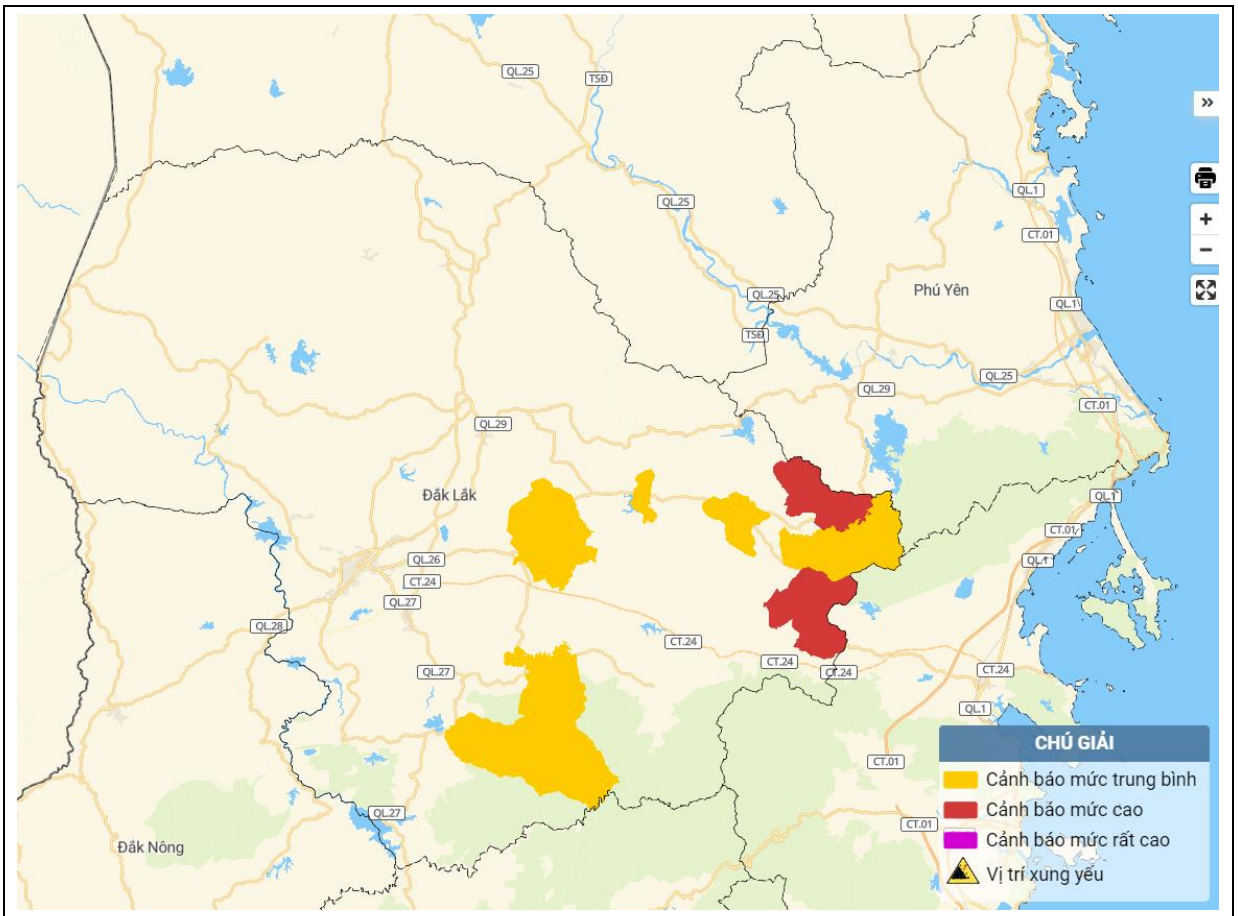 QL.25
TSĐ
»
QL.1
QL.25
CT.01
+
−
Phú Yên
QL.25
QL.1
TSĐ
QL.25
QL.29
CT.01
QL.29
Đắk Lắk
QL.1
CT.01
QL.26
QL.1
CT.24
QL.27
QL.28
CT.24
CT.24
CT.24
CT.24
QL.27
QL.1
CHÚ GIẢI
CT.01
Cảnh báo mức trung bình
Cảnh báo mức cao
QL.27
CT.01
Cảnh báo mức rất cao
Đắk Nông
Vị trí xung yếu